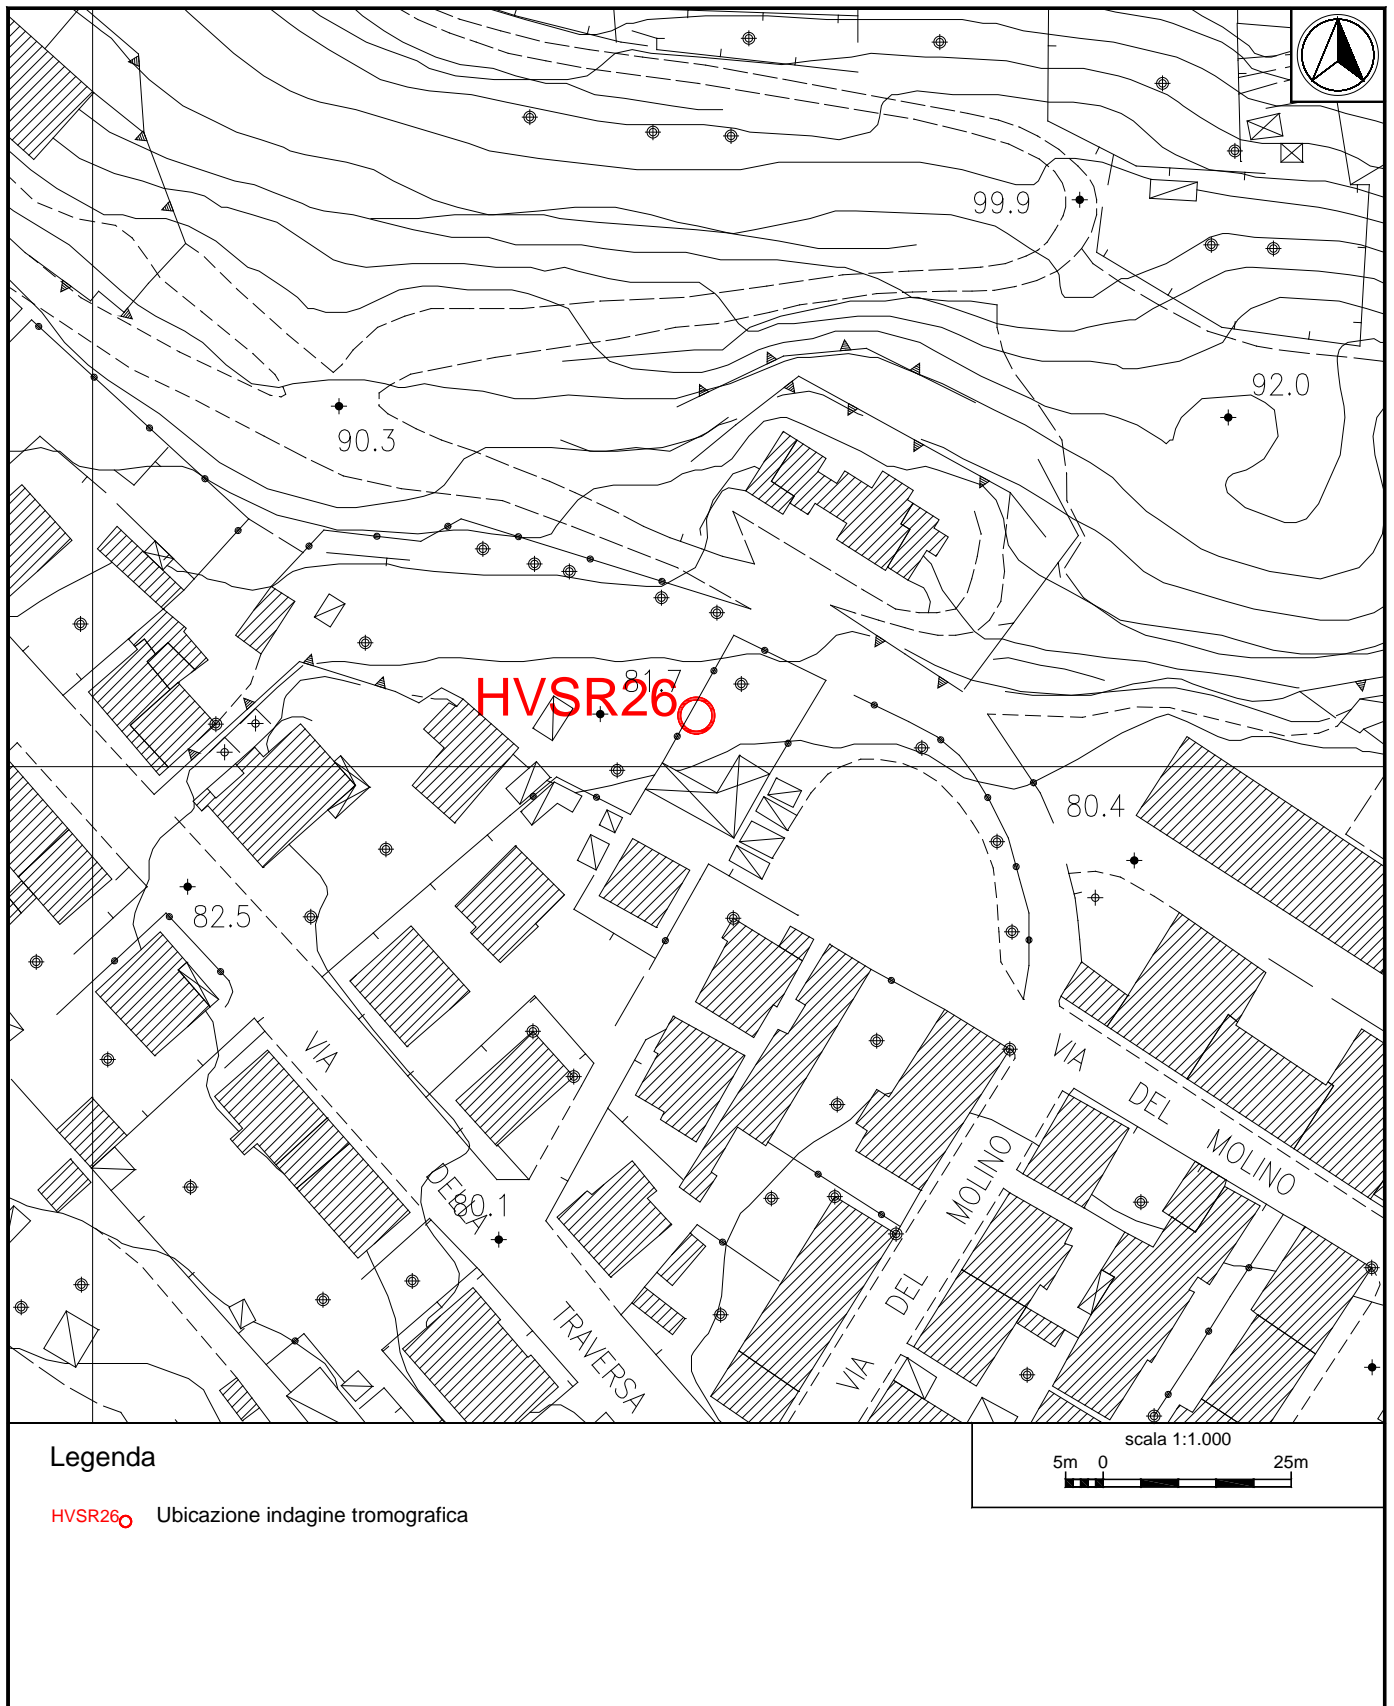 99.9
92.0
90.3
81.7
HVSR26
80.4
82.5
VIA
VIA
DEL
MOLINO
MOLINO
DELLA
80.1
DEL
TRAVERSA
VIA
Legenda
scala 1:1.000
5m 0 25m
HVSR26 Ubicazione indagine tromografica